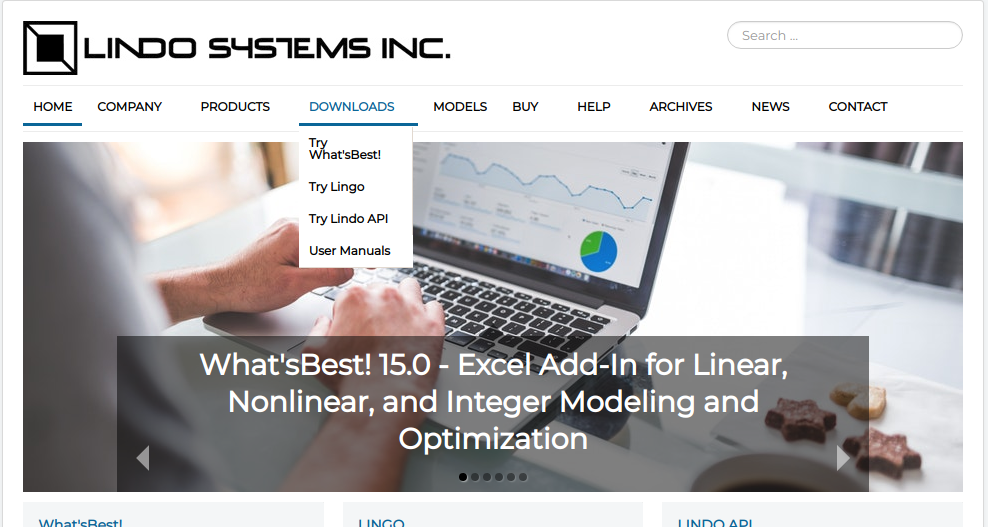 LINDO SYSTEMS INC.
Search ...
HOME COMPANY PRODUCTS DOWNLOADS MODELS BUY HELP ARCHIVES NEWS CONTACT
Try
What'sBest!
Try Lingo
Try Lindo API
User Manuals
What'sBest! 15.0 - Excel Add-In for Linear,
Nonlinear, and Integer Modeling and
Optimization
What'sBest! LINGO LINDO API